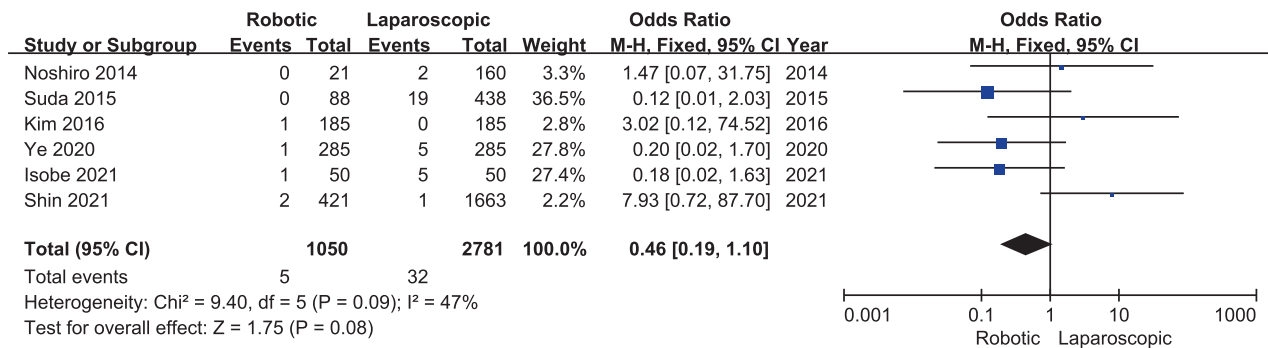 Robotic Laparoscopic Odds Ratio Odds Ratio
Study or Subgroup Events Total Events Total Weight M-H, Fixed, 95% CI Year M-H, Fixed, 95% CI
Noshiro 2014 0 21 2 160 3.3% 1.47 [0.07, 31.75] 2014
Suda 2015 0 88 19 438 36.5% 0.12 [0.01, 2.03] 2015
Kim 2016 1 185 0 185 2.8% 3.02 [0.12, 74.52] 2016
Ye 2020 1 285 5 285 27.8% 0.20 [0.02, 1.70] 2020
Isobe 2021 1 50 5 50 27.4% 0.18 [0.02, 1.63] 2021
Shin 2021 2 421 1 1663 2.2% 7.93 [0.72, 87.70] 2021
Total (95% CI) 1050 2781 100.0% 0.46 [0.19, 1.10]
Total events 5 32
Heterogeneity: Chi² = 9.40, df = 5 (P = 0.09); I² = 47%
Test for overall effect: Z = 1.75 (P = 0.08)
0.001 0.1 1 10 1000
Robotic Laparoscopic